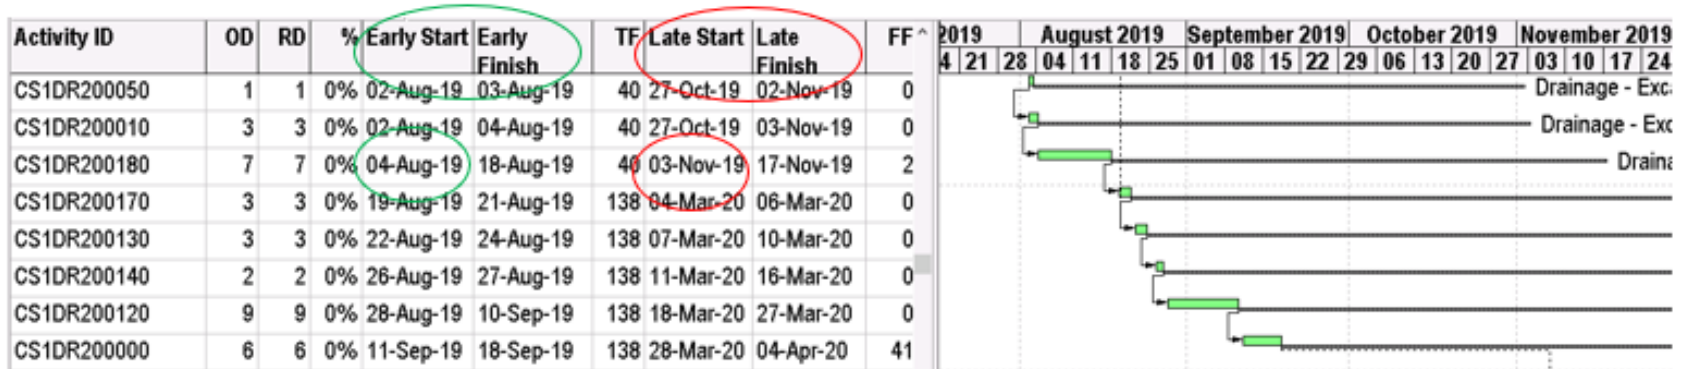 Activity ID OD RD % Early Start Early Finish TF Late Start Late Finish FF 2019 August 2019 September 2019 October 2019 November 2019
4 21 28 04 11 18 25 01 08 15 22 29 06 13 20 27 03 10 17 24
CS1DR200050 1 1 0% 02-Aug-19 03-Aug-19 40 27-Oct-19 02-Nov-19 0 Drainage - Exc
CS1DR200010 3 3 0% 02-Aug-19 04-Aug-19 40 27-Oct-19 03-Nov-19 0 Drainage - Exc
CS1DR200180 7 7 0% 04-Aug-19 18-Aug-19 40 03-Nov-19 17-Nov-19 2 Draina
CS1DR200170 3 3 0% 19-Aug-19 21-Aug-19 138 04-Mar-20 06-Mar-20 0
CS1DR200130 3 3 0% 22-Aug-19 24-Aug-19 138 07-Mar-20 10-Mar-20 0
CS1DR200140 2 2 0% 26-Aug-19 27-Aug-19 138 11-Mar-20 16-Mar-20 0
CS1DR200120 9 9 0% 28-Aug-19 10-Sep-19 138 18-Mar-20 27-Mar-20 0
CS1DR200000 6 6 0% 11-Sep-19 18-Sep-19 138 28-Mar-20 04-Apr-20 41